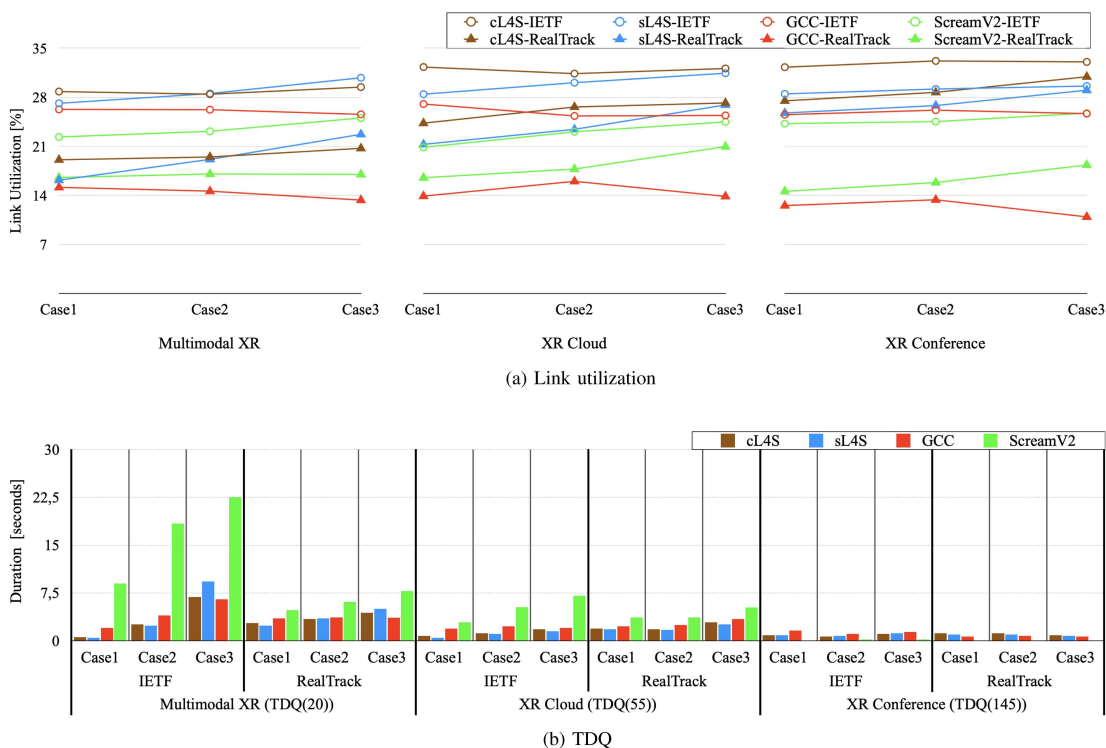 cL4S-IETF sL4S-IETF GCC-IETF ScreamV2-IETF
cL4S-RealTrack sL4S-RealTrack GCC-RealTrack ScreamV2-RealTrack
Link Utilization [%]
35
28
21
14
7
Case1 Case2 Case3 Case1 Case2 Case3 Case1 Case2 Case3
Multimodal XR XR Cloud XR Conference
(a) Link utilization
cL4S sL4S GCC ScreamV2
Duration [seconds]
30
22,5
15
7,5
0
Case1 Case2 Case3 Case1 Case2 Case3 Case1 Case2 Case3 Case1 Case2 Case3 Case1 Case2 Case3 Case1 Case2 Case3
IETF RealTrack IETF RealTrack IETF RealTrack
Multimodal XR (TDQ(20)) XR Cloud (TDQ(55)) XR Conference (TDQ(145))
(b) TDQ